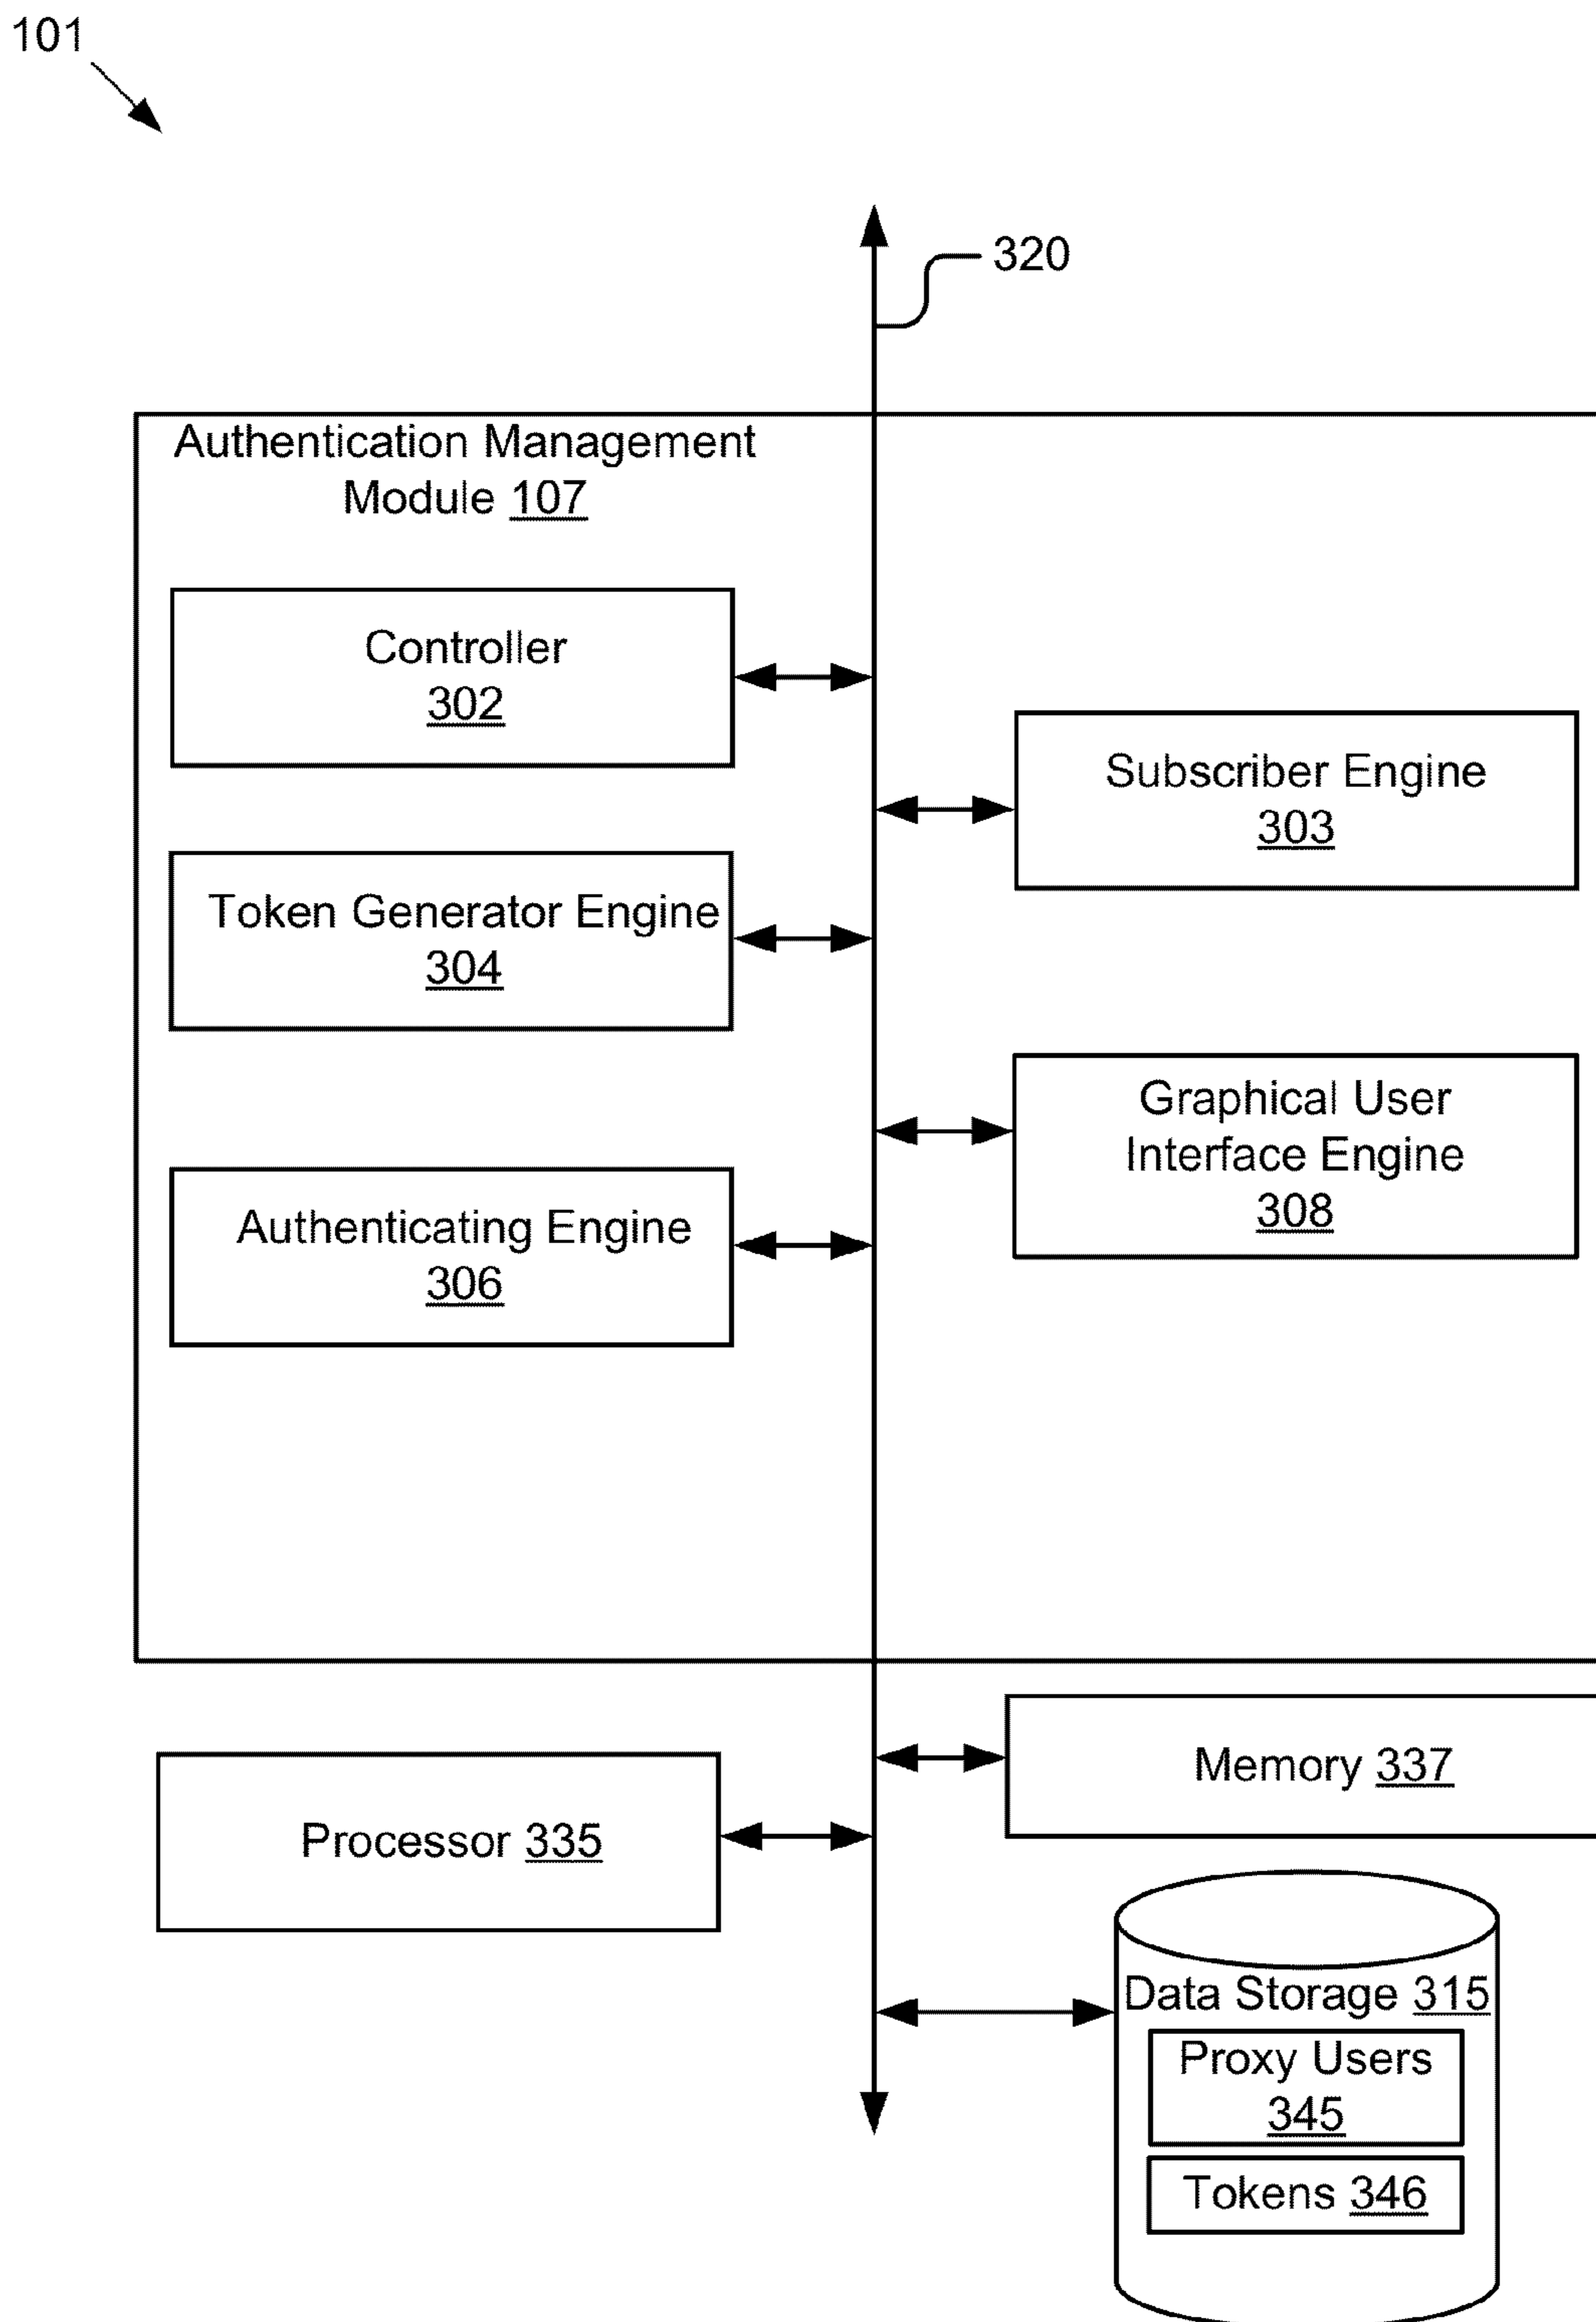 101
320
Authentication Management
Module 107
Controller
302
Subscriber Engine
303
Token Generator Engine
304
Graphical User
Interface Engine
308
Authenticating Engine
306
Memory 337
Processor 335
Data Storage 315
Proxy Users
345
Tokens 346